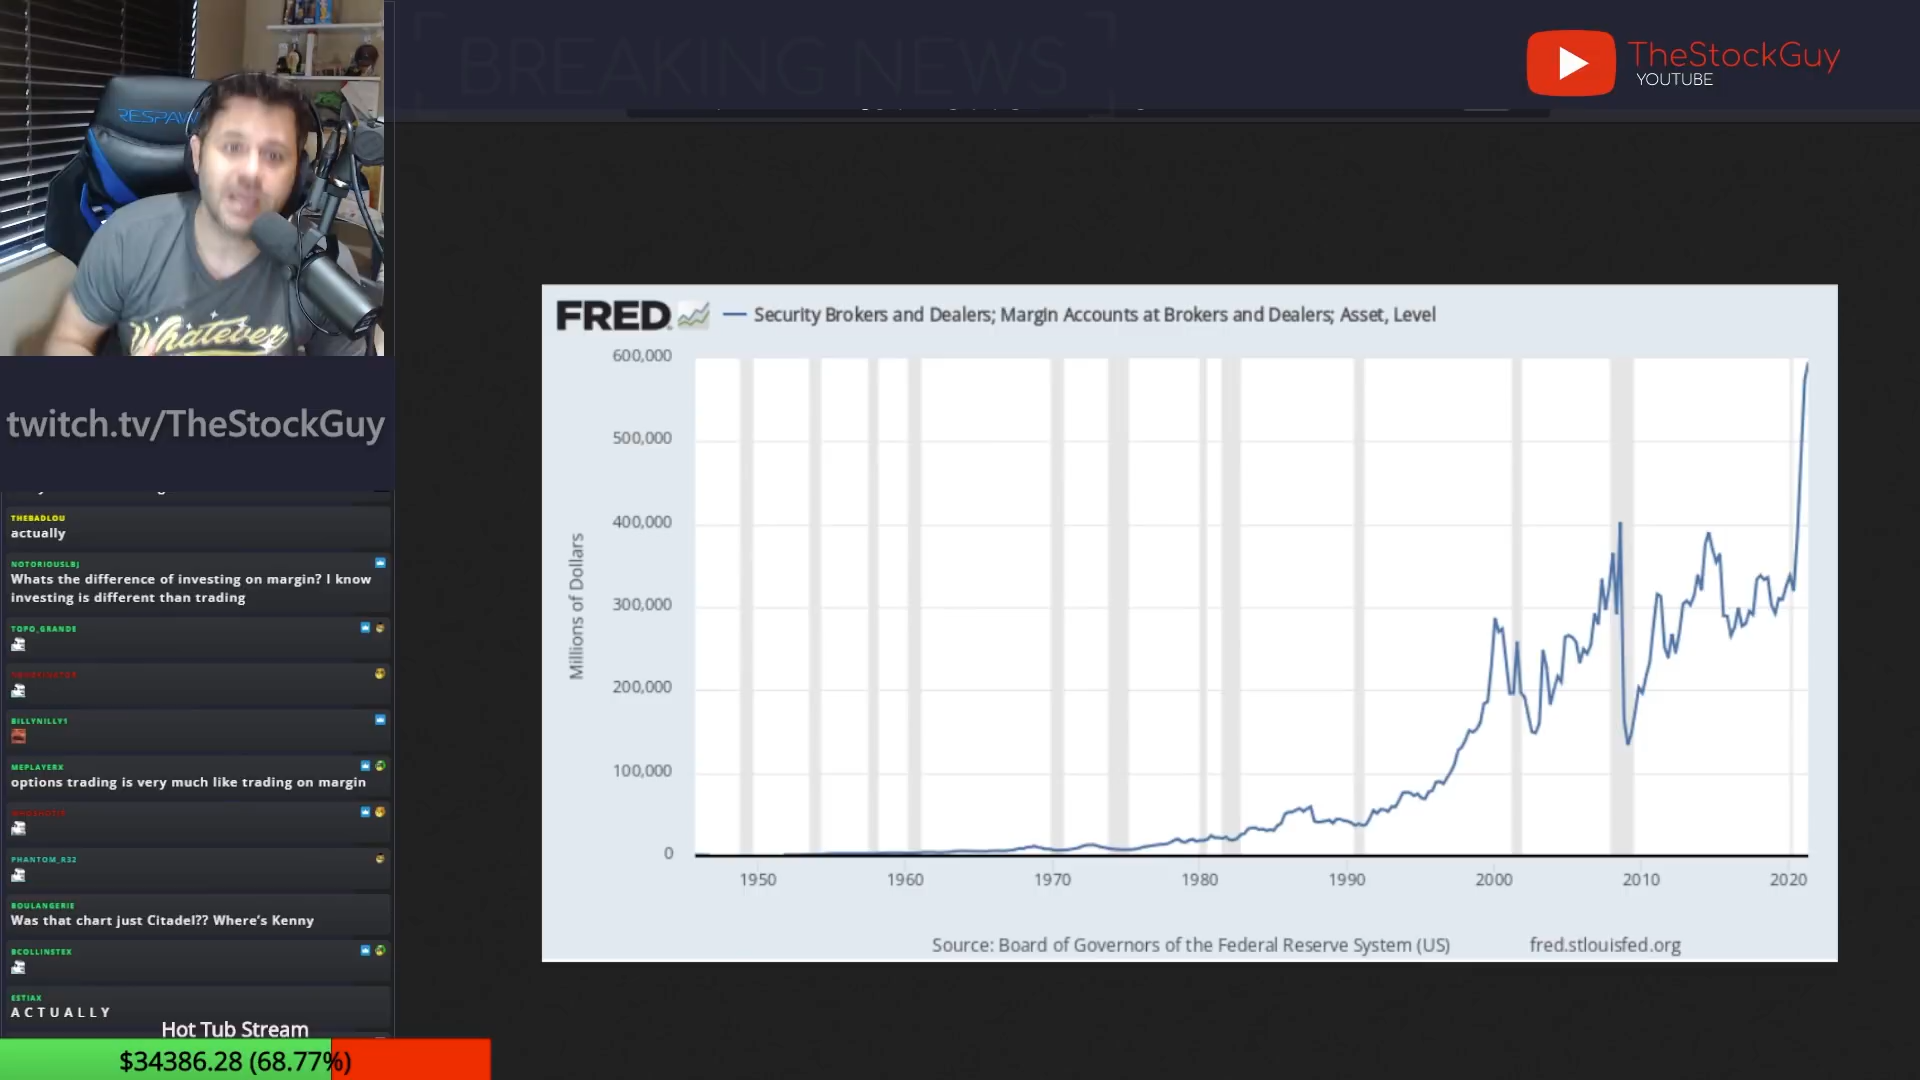 BREAKING NEWS
TheStockGuy
YOUTUBE
RESPAW
Whatever
twitch.tv/TheStockGuy
THEBADLOU
actually
NOTORIOUSLBJ
Whats the difference of investing on margin? I know
investing is different than trading
TOPO_GRANDE
BILLYNILLY1
MEPLAYERX
options trading is very much like trading on margin
PHANTOM_R32
BOULANGERIE
Was that chart just Citadel?? Where's Kenny
BCOLLINSTEX
ESTIAX
A C T U A L L Y
Hot Tub Stream
$34386.28 (68.77%)
FRED
Security Brokers and Dealers; Margin Accounts at Brokers and Dealers; Asset, Level
600,000
500,000
400,000
300,000
200,000
100,000
0
Millions of Dollars
1950 1960 1970 1980 1990 2000 2010 2020
Source: Board of Governors of the Federal Reserve System (US) fred.stlouisfed.org